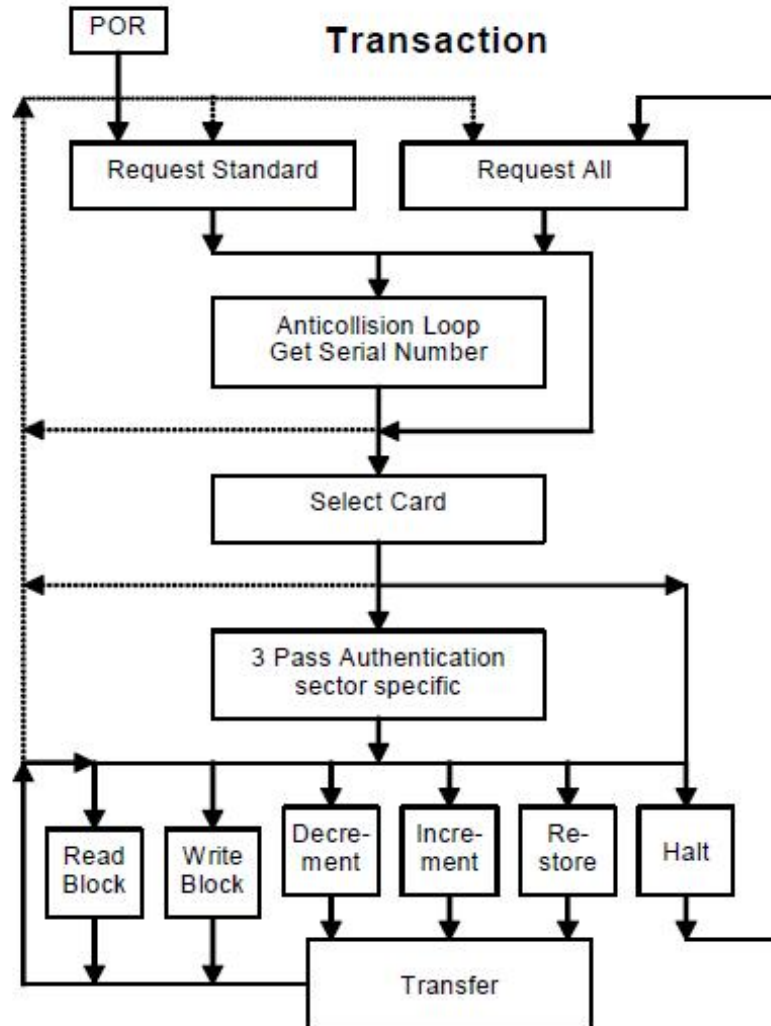 POR
Transaction
Request Standard
Request All
Anticollision Loop
Get Serial Number
Select Card
3 Pass Authentication
sector specific
Read
Block
Write
Block
Decre-
ment
Incre-
ment
Re-
store
Halt
Transfer